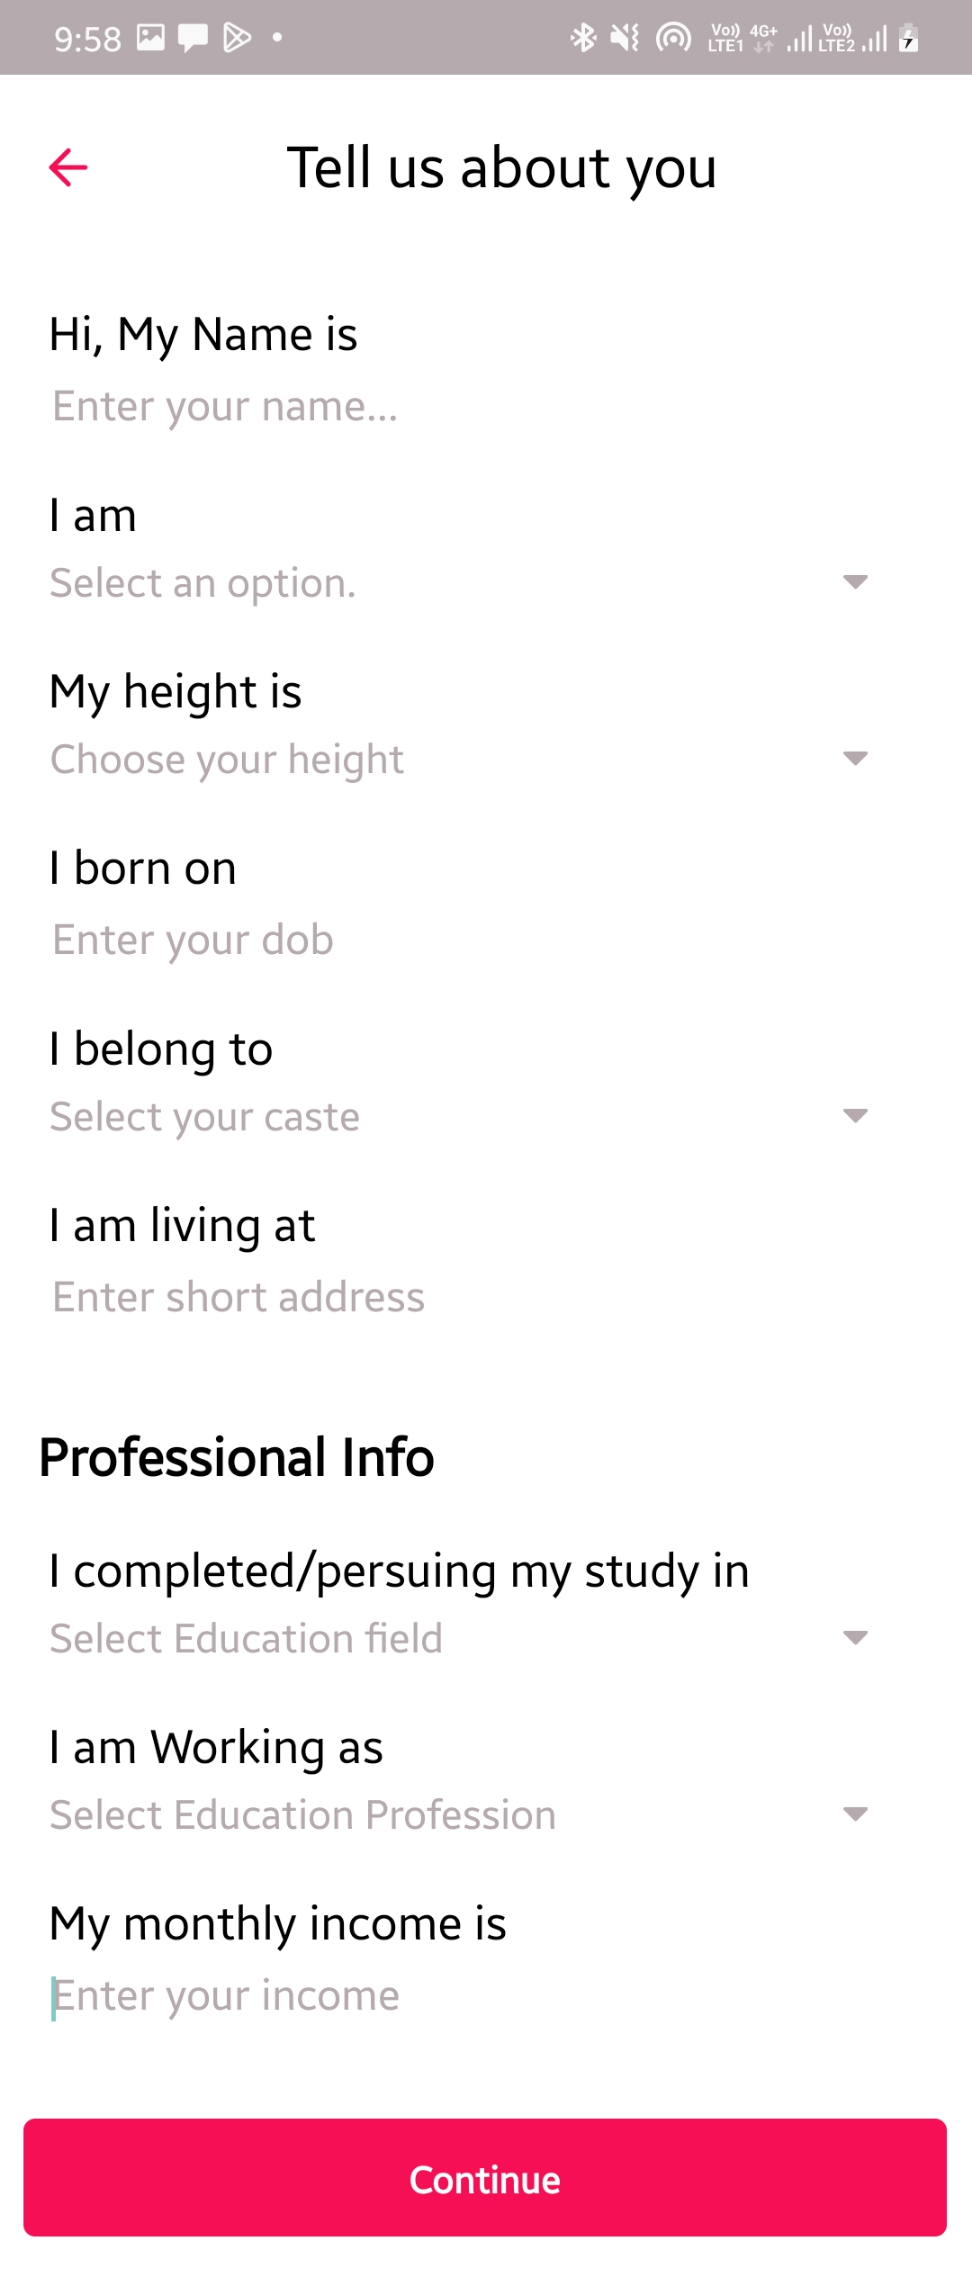 9:58
Vo)) 4G+ Vo))
LTE1 LTE2
Tell us about you
Hi, My Name is
Enter your name...
I am
Select an option.
My height is
Choose your height
I born on
Enter your dob
I belong to
Select your caste
I am living at
Enter short address
Professional Info
I completed/persuing my study in
Select Education field
I am Working as
Select Education Profession
My monthly income is
Enter your income
Continue